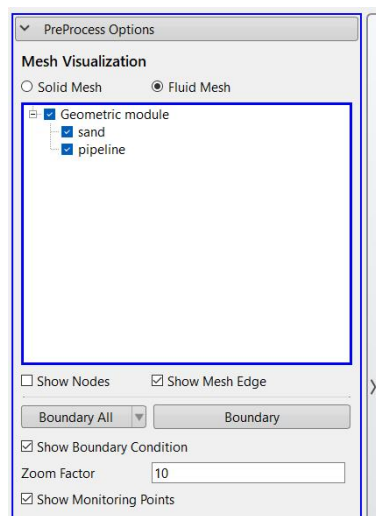 PreProcess Options
Mesh Visualization
Solid Mesh Fluid Mesh
Geometric module
sand
pipeline
Show Nodes Show Mesh Edge
Boundary All Boundary
Show Boundary Condition
Zoom Factor 10
Show Monitoring Points